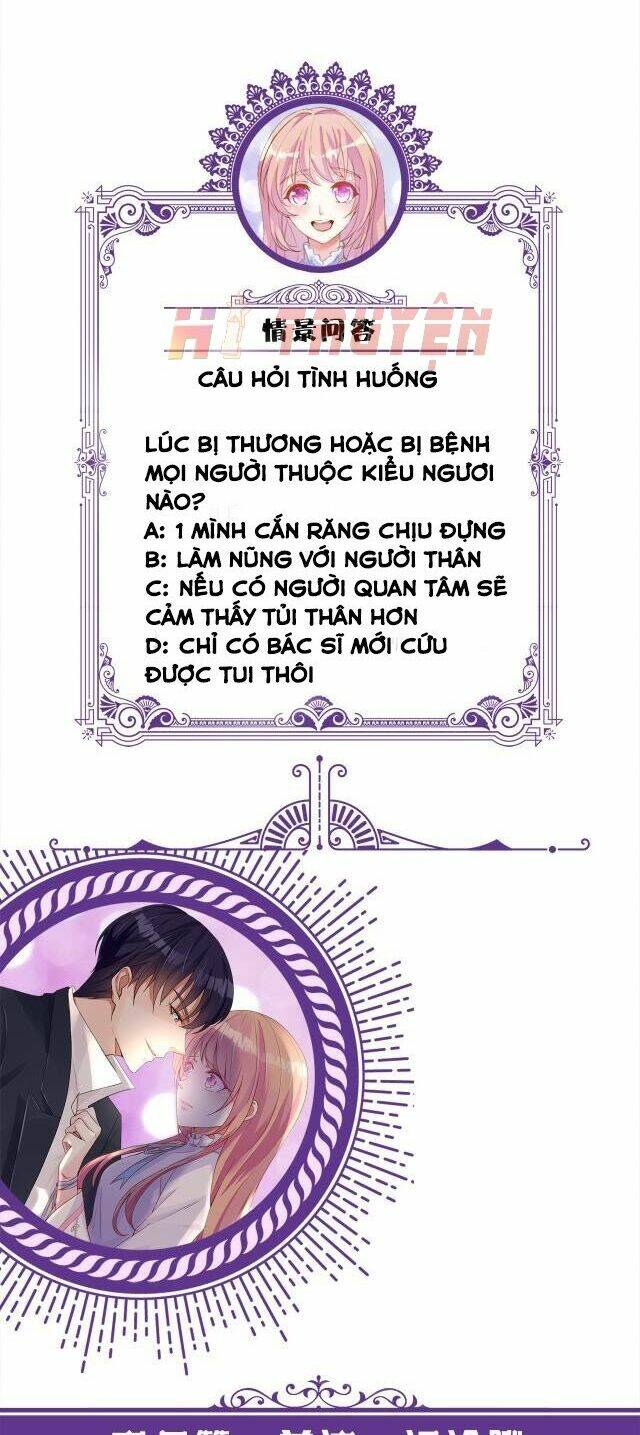 情景问答
HI TRUYỆN
CÂU HỎI TÌNH HUỐNG
LÚC BỊ THƯƠNG HOẶC BỊ BỆNH
MỌI NGƯỜI THUỘC KIỂU NGƯƠI
NÀO?
A: 1 MÌNH CẮN RĂNG CHỊU ĐỰNG
B: LÀM NŨNG VỚI NGƯỜI THÂN
C: NẾU CÓ NGƯỜI QUAN TÂM SẼ
CẢM THẤY TỦI THÂN HƠN
D: CHỈ CÓ BÁC SĨ MỚI CỨU
ĐƯỢC TUI THÔI